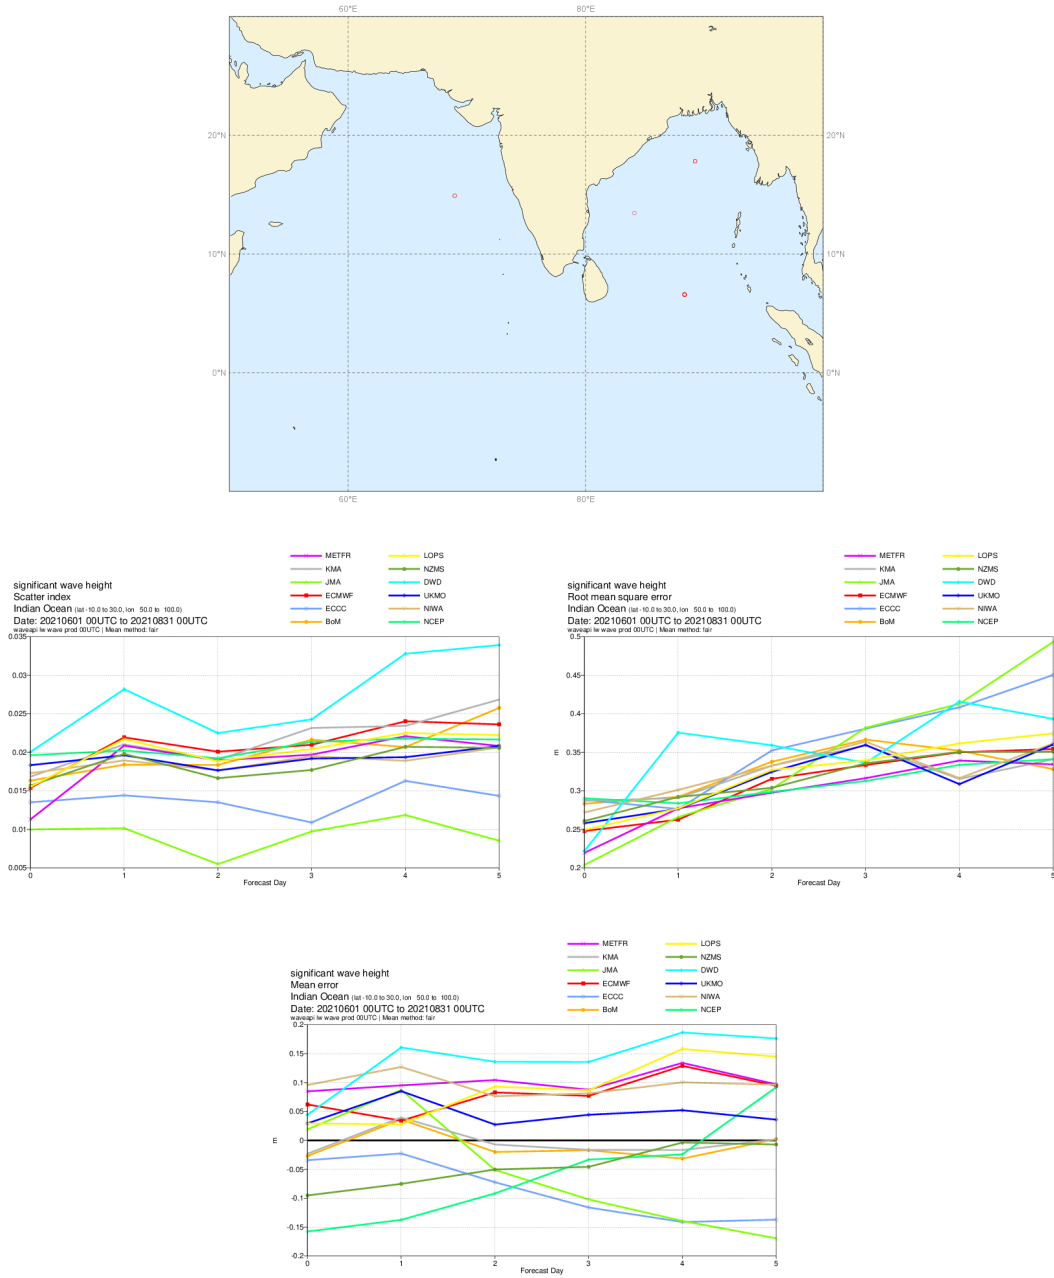 60°E 80°E
20°N 20°N
10°N 10°N
0°N 0°N
60°E 80°E
METFR LOPS
KMA NZMS
JMA DWD
ECMWF UKMO
ECCC NIWA
BoM NCEP
significant wave height
Scatter index
Indian Ocean (lat -10.0 to 30.0, lon 50.0 to 100.0)
Date: 20210601 00UTC to 20210831 00UTC
waveapi lw wave prod 00UTC | Mean method: fair
0.035
0.03
0.025
0.02
0.015
0.01
0.005
0 1 2 3 4 5
Forecast Day
METFR LOPS
KMA NZMS
JMA DWD
ECMWF UKMO
ECCC NIWA
BoM NCEP
significant wave height
Root mean square error
Indian Ocean (lat -10.0 to 30.0, lon 50.0 to 100.0)
Date: 20210601 00UTC to 20210831 00UTC
waveapi lw wave prod 00UTC | Mean method: fair
0.5
0.45
0.4
0.35
m
0.3
0.25
0.2
0 1 2 3 4 5
Forecast Day
METFR LOPS
KMA NZMS
JMA DWD
ECMWF UKMO
ECCC NIWA
BoM NCEP
significant wave height
Mean error
Indian Ocean (lat -10.0 to 30.0, lon 50.0 to 100.0)
Date: 20210601 00UTC to 20210831 00UTC
waveapi lw wave prod 00UTC | Mean method: fair
0.2
0.15
0.1
0.05
m 0
-0.05
-0.1
-0.15
-0.2
0 1 2 3 4 5
Forecast Day